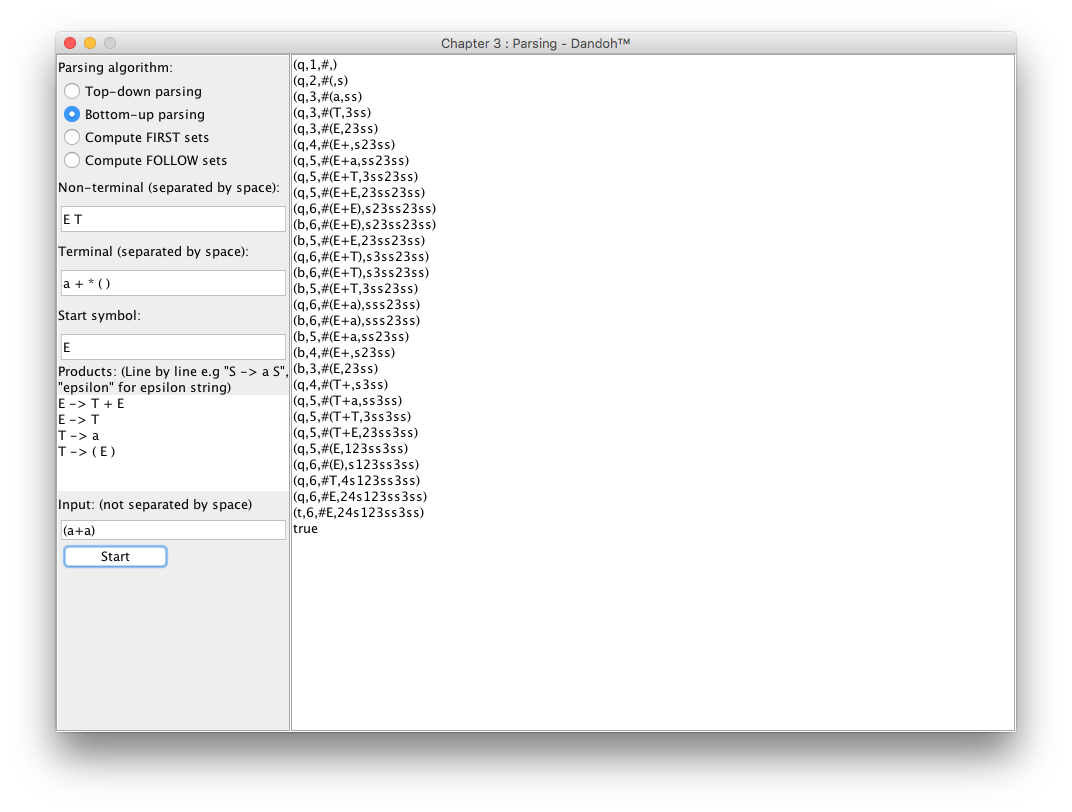 Chapter 3 : Parsing - Dandoh™
Parsing algorithm:
Top-down parsing
Bottom-up parsing
Compute FIRST sets
Compute FOLLOW sets
Non-terminal (separated by space):
E T
Terminal (separated by space):
a + * ( )
Start symbol:
E
Products: (Line by line e.g "S -> a S",
"epsilon" for epsilon string)
E -> T + E
E -> T
T -> a
T -> ( E )
Input: (not separated by space)
(a+a)
Start
(q,1,#,)
(q,2,#(,s)
(q,3,#(a,ss)
(q,3,#(T,3ss)
(q,3,#(E,23ss)
(q,4,#(E+,s23ss)
(q,5,#(E+a,ss23ss)
(q,5,#(E+T,3ss23ss)
(q,5,#(E+E,23ss23ss)
(q,6,#(E+E),s23ss23ss)
(b,6,#(E+E),s23ss23ss)
(b,5,#(E+E,23ss23ss)
(q,6,#(E+T),s3ss23ss)
(b,6,#(E+T),s3ss23ss)
(b,5,#(E+T,3ss23ss)
(q,6,#(E+a),sss23ss)
(b,6,#(E+a),sss23ss)
(b,5,#(E+a,ss23ss)
(b,4,#(E+,s23ss)
(b,3,#(E,23ss)
(q,4,#(T+,s3ss)
(q,5,#(T+a,ss3ss)
(q,5,#(T+T,3ss3ss)
(q,5,#(T+E,23ss3ss)
(q,5,#(E,123ss3ss)
(q,6,#(E),s123ss3ss)
(q,6,#T,4s123ss3ss)
(q,6,#E,24s123ss3ss)
(t,6,#E,24s123ss3ss)
true